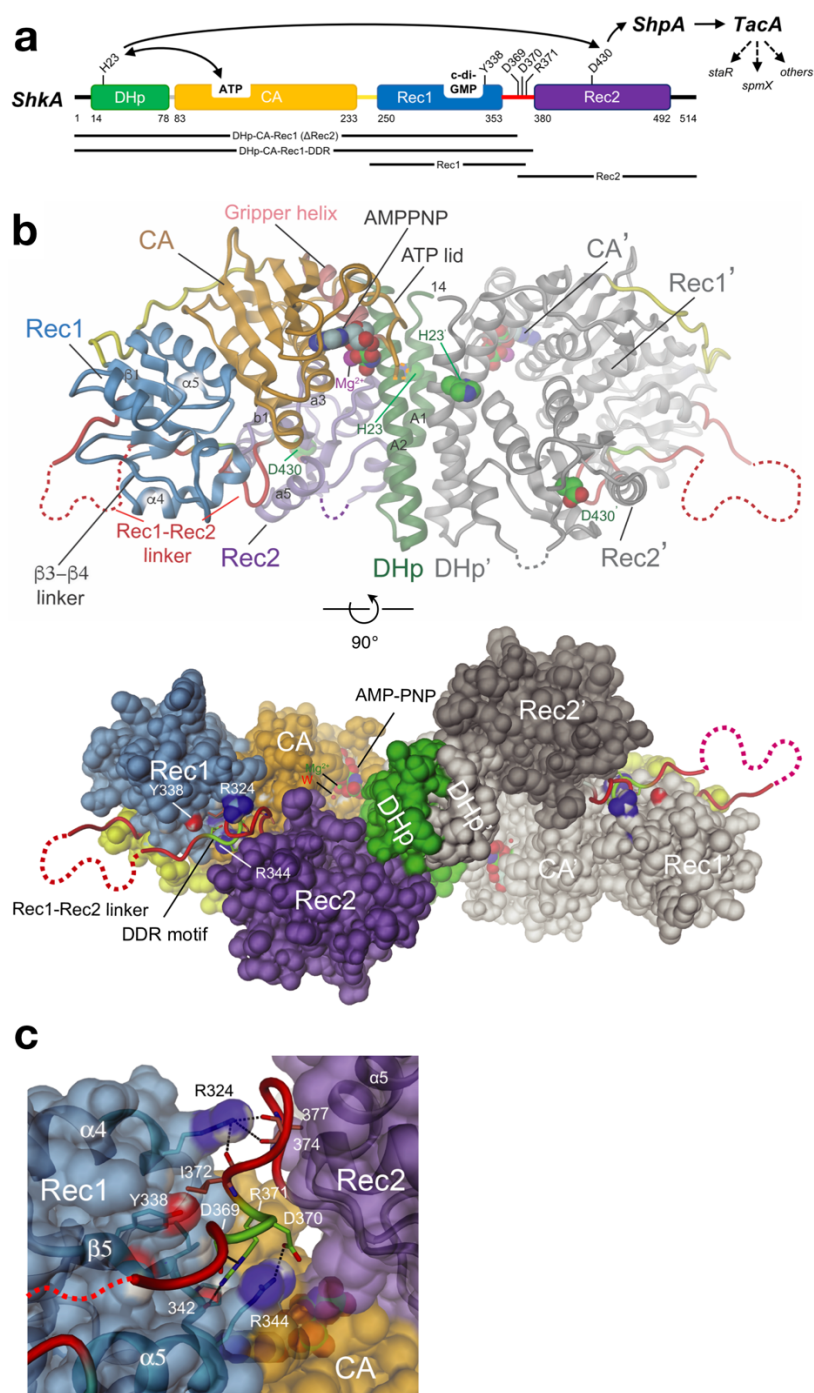 a
ShpA
TacA
staR
spmX
others
H23
Y338
D369
D370
R371
D430
ShkA
DHp
ATP
CA
Rec1
c-di-
GMP
Rec2
1
14
78
83
233
250
353
380
492
514
DHp-CA-Rec1 (ΔRec2)
DHp-CA-Rec1-DDR
Rec1
Rec2
b
Gripper helix
AMPPNP
ATP lid
CA
CA’
14
Rec1’
H23’
Rec1
β1
α5
Mg²⁺
a3
b1
H23
A1
A2
D430
D430’
α4
a5
Rec1-Rec2
linker
Rec2
Rec2’
DHp
DHp’
β3–β4
linker
90°
AMP-PNP
Rec2’
CA
Rec1
Mg²⁺
W
Y338
R324
DHp
DHp’
R344
CA’
Rec1’
Rec1-Rec2 linker
Rec2
DDR motif
c
R324
α5
α4
377
374
I372
Rec1
R371
Rec2
Y338
D369
D370
β5
342
R344
α5
CA